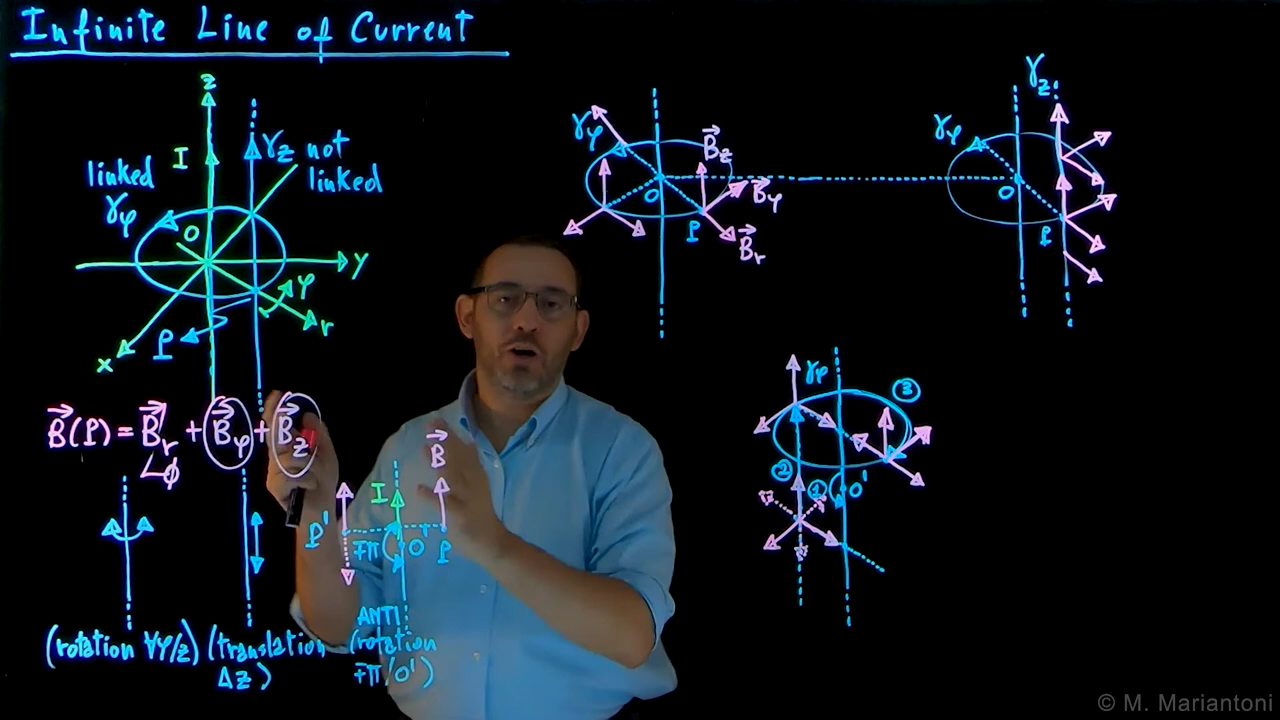 Infinite Line of Current
z
I
γz not linked
linked γφ
O
y
φ
r
P
x
B⃗(P) = B⃗r + B⃗φ + B⃗z
∠φ
(rotation ∀φ/z) (translation Δz)
B⃗
I
P' ∓π O' P
ANTI
(rotation
∓π/O')
γφ
B⃗z
B⃗φ
O
P
B⃗r
γz
γφ
O
P
γφ
③
②
① O'
© M. Mariantoni